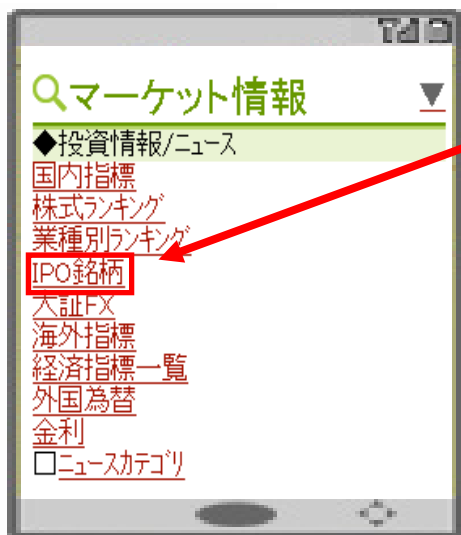 マーケット情報 ▼
◆投資情報/ニュース
国内指標
株式ランキング
業種別ランキング
IPO銘柄
大証FX
海外指標
経済指標一覧
外国為替
金利
□ニュースカテゴリ